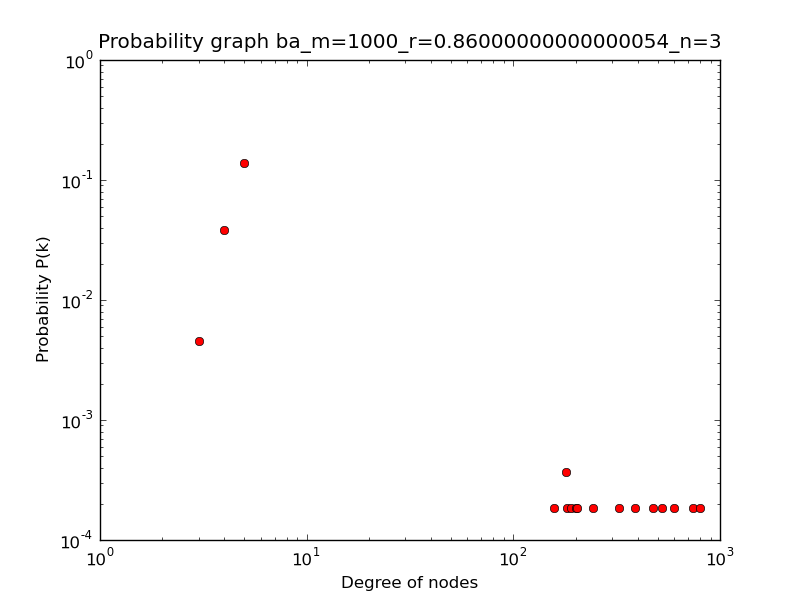 Probability graph ba_m=1000_r=0.86000000000000054_n=3
10^0
10^-1
10^-2
10^-3
10^-4
Probability P(k)
10^0 10^1 10^2 10^3
Degree of nodes